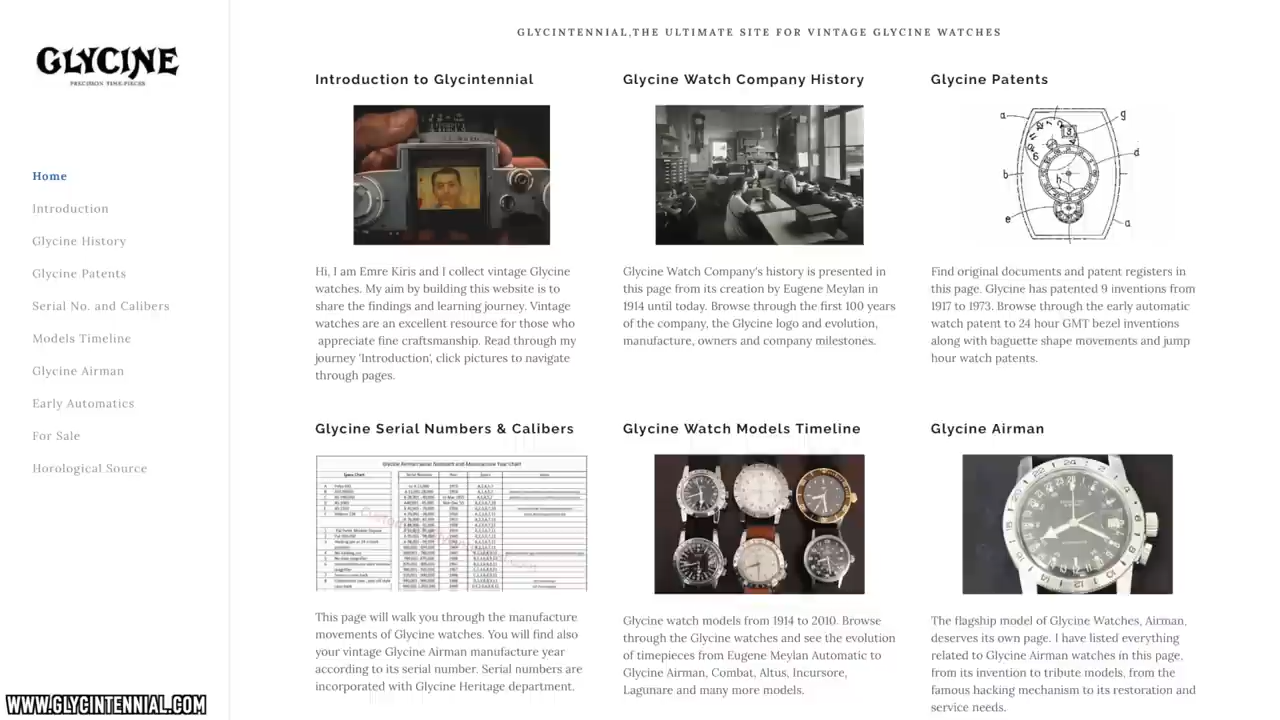 GLYCINE
PRECISION TIME-PIECES
Home
Introduction
Glycine History
Glycine Patents
Serial No. and Calibers
Models Timeline
Glycine Airman
Early Automatics
For Sale
Horological Source
WWW.GLYCINTENNIAL.COM
GLYCINTENNIAL,THE ULTIMATE SITE FOR VINTAGE GLYCINE WATCHES
Introduction to Glycintennial
Hi, I am Emre Kiris and I collect vintage Glycine
watches. My aim by building this website is to
share the findings and learning journey. Vintage
watches are an excellent resource for those who
appreciate fine craftsmanship. Read through my
journey 'Introduction', click pictures to navigate
through pages.
Glycine Watch Company History
Glycine Watch Company's history is presented in
this page from its creation by Eugene Meylan in
1914 until today. Browse through the first 100 years
of the company, the Glycine logo and evolution,
manufacture, owners and company milestones.
Glycine Patents
a
g
d
b
h
e
a
Find original documents and patent registers in
this page. Glycine has patented 9 inventions from
1917 to 1973. Browse through the early automatic
watch patent to 24 hour GMT bezel inventions
along with baguette shape movements and jump
hour watch patents.
Glycine Serial Numbers & Calibers
Glycine Airman Serial Number and Movement Year Chart
This page will walk you through the manufacture
movements of Glycine watches. You will find also
your vintage Glycine Airman manufacture year
according to its serial number. Serial numbers are
incorporated with Glycine Heritage department.
Glycine Watch Models Timeline
Glycine watch models from 1914 to 2010. Browse
through the Glycine watches and see the evolution
of timepieces from Eugene Meylan Automatic to
Glycine Airman, Combat, Altus, Incursore,
Lagunare and many more models.
Glycine Airman
The flagship model of Glycine Watches, Airman,
deserves its own page. I have listed everything
related to Glycine Airman watches in this page,
from its invention to tribute models, from the
famous hacking mechanism to its restoration and
service needs.